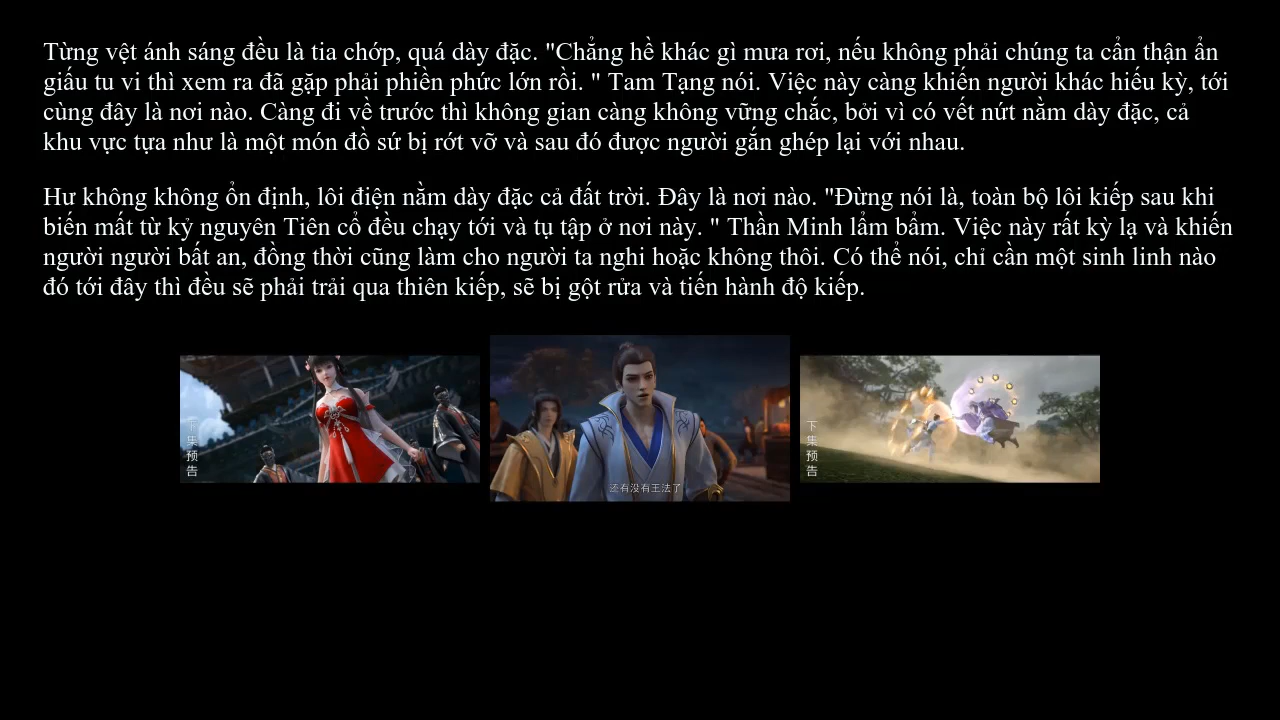 Từng vệt ánh sáng đều là tia chớp, quá dày đặc. "Chẳng hề khác gì mưa rơi, nếu không phải chúng ta cẩn thận ẩn
giấu tu vi thì xem ra đã gặp phải phiền phức lớn rồi. " Tam Tạng nói. Việc này càng khiến người khác hiếu kỳ, tới
cùng đây là nơi nào. Càng đi về trước thì không gian càng không vững chắc, bởi vì có vết nứt nằm dày đặc, cả
khu vực tựa như là một món đồ sứ bị rớt vỡ và sau đó được người gắn ghép lại với nhau.
Hư không không ổn định, lôi điện nằm dày đặc cả đất trời. Đây là nơi nào. "Đừng nói là, toàn bộ lôi kiếp sau khi
biến mất từ kỷ nguyên Tiên cổ đều chạy tới và tụ tập ở nơi này. " Thần Minh lẩm bẩm. Việc này rất kỳ lạ và khiến
người người bất an, đồng thời cũng làm cho người ta nghi hoặc không thôi. Có thể nói, chỉ cần một sinh linh nào
đó tới đây thì đều sẽ phải trải qua thiên kiếp, sẽ bị gột rửa và tiến hành độ kiếp.
下集预告
还有没有王法了
下集预告